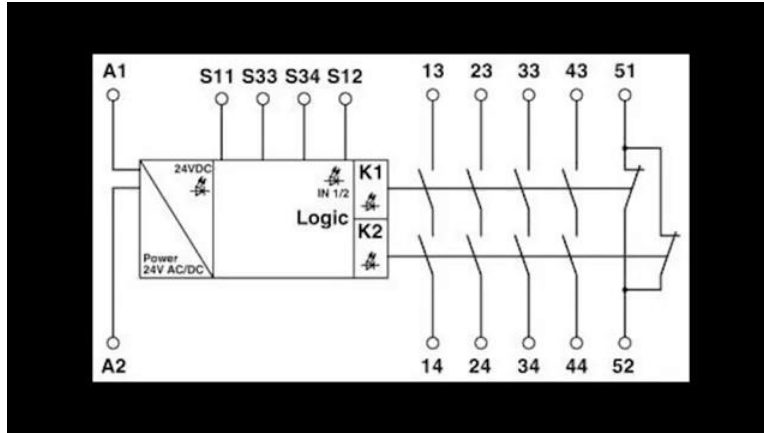 A1 S11 S33 S34 S12 13 23 33 43 51
24VDC
K1
IN 1/2
Logic
K2
Power
24V AC/DC
A2 14 24 34 44 52